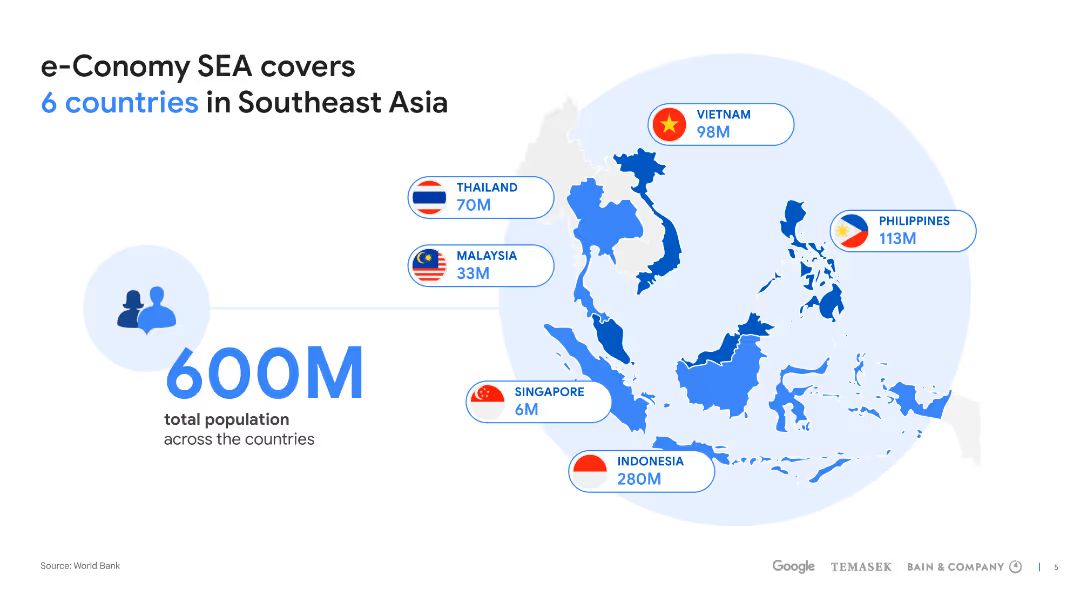 e-Conomy SEA covers
6 countries in Southeast Asia
VIETNAM
98M
THAILAND
70M
PHILIPPINES
113M
MALAYSIA
33M
600M
total population
across the countries
SINGAPORE
6M
INDONESIA
280M
Source: World Bank
Google TEMASEK BAIN & COMPANY | 5